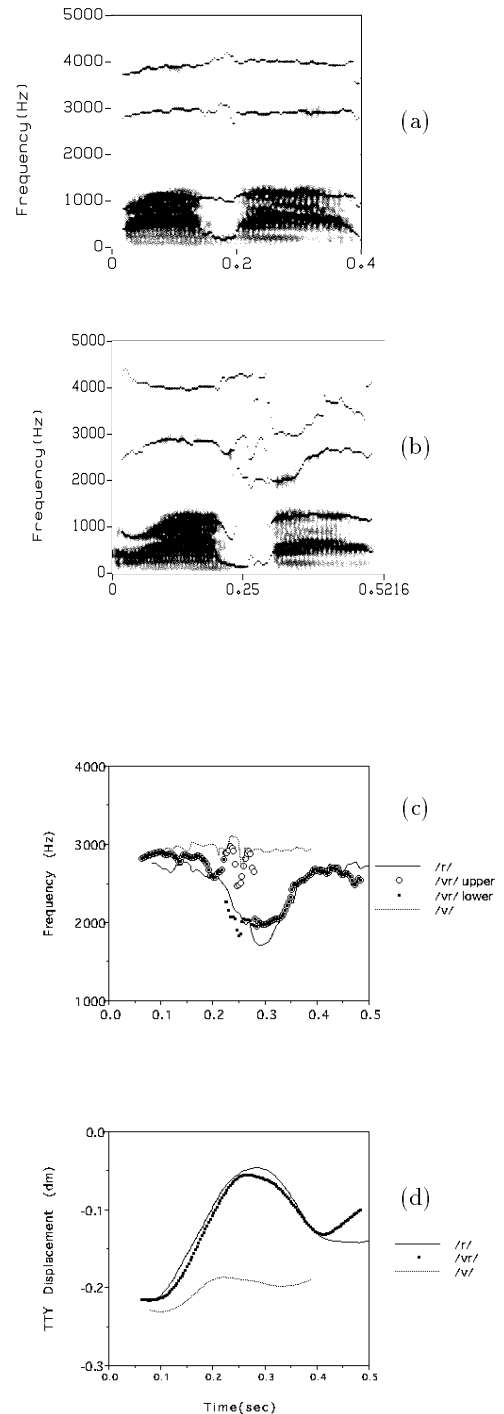 5000
4000
3000
2000
1000
0
Frequency(Hz)
(a)
0
0.2
0.4
5000
4000
3000
2000
1000
0
Frequency(Hz)
(b)
0
0.25
0.5216
4000
3000
2000
1000
Frequency {Hz}
(c)
/r/
/vr/ upper
/vr/ lower
/v/
0.0
0.1
0.2
0.3
0.4
0.5
0.0
-0.1
-0.2
-0.3
TTY Displacement {dm}
(d)
/r/
/vr/
/v/
0.0
0.1
0.2
0.3
0.4
0.5
Time{sec}